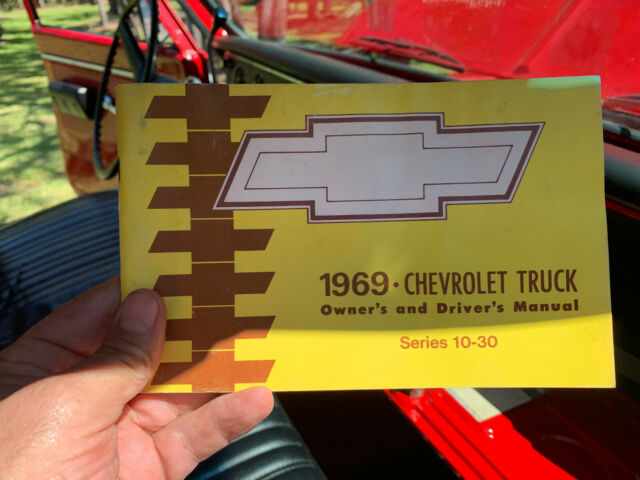 1969 · CHEVROLET TRUCK
Owner's and Driver's Manual
Series 10-30